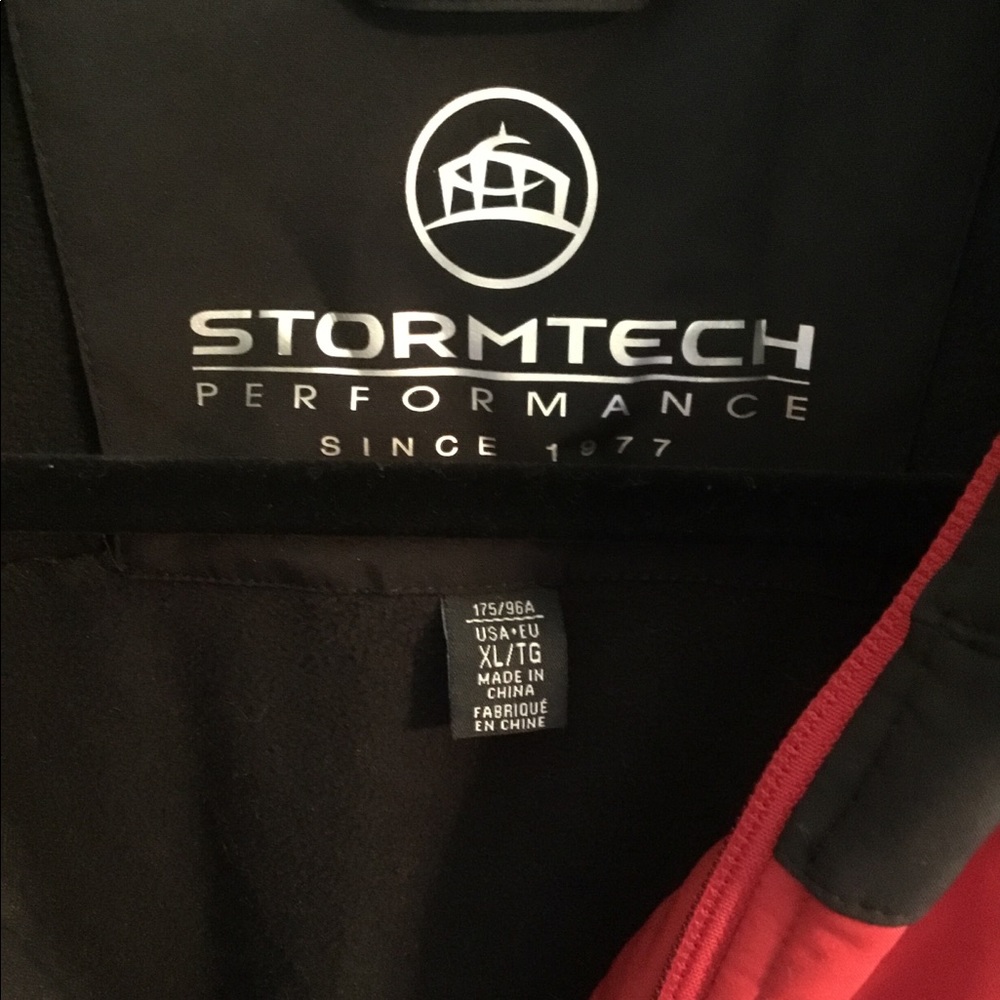 STORMTECH
PERFORMANCE
SINCE 1977
175/96A
USA•EU
XL/TG
MADE IN
CHINA
FABRIQUÉ
EN CHINE